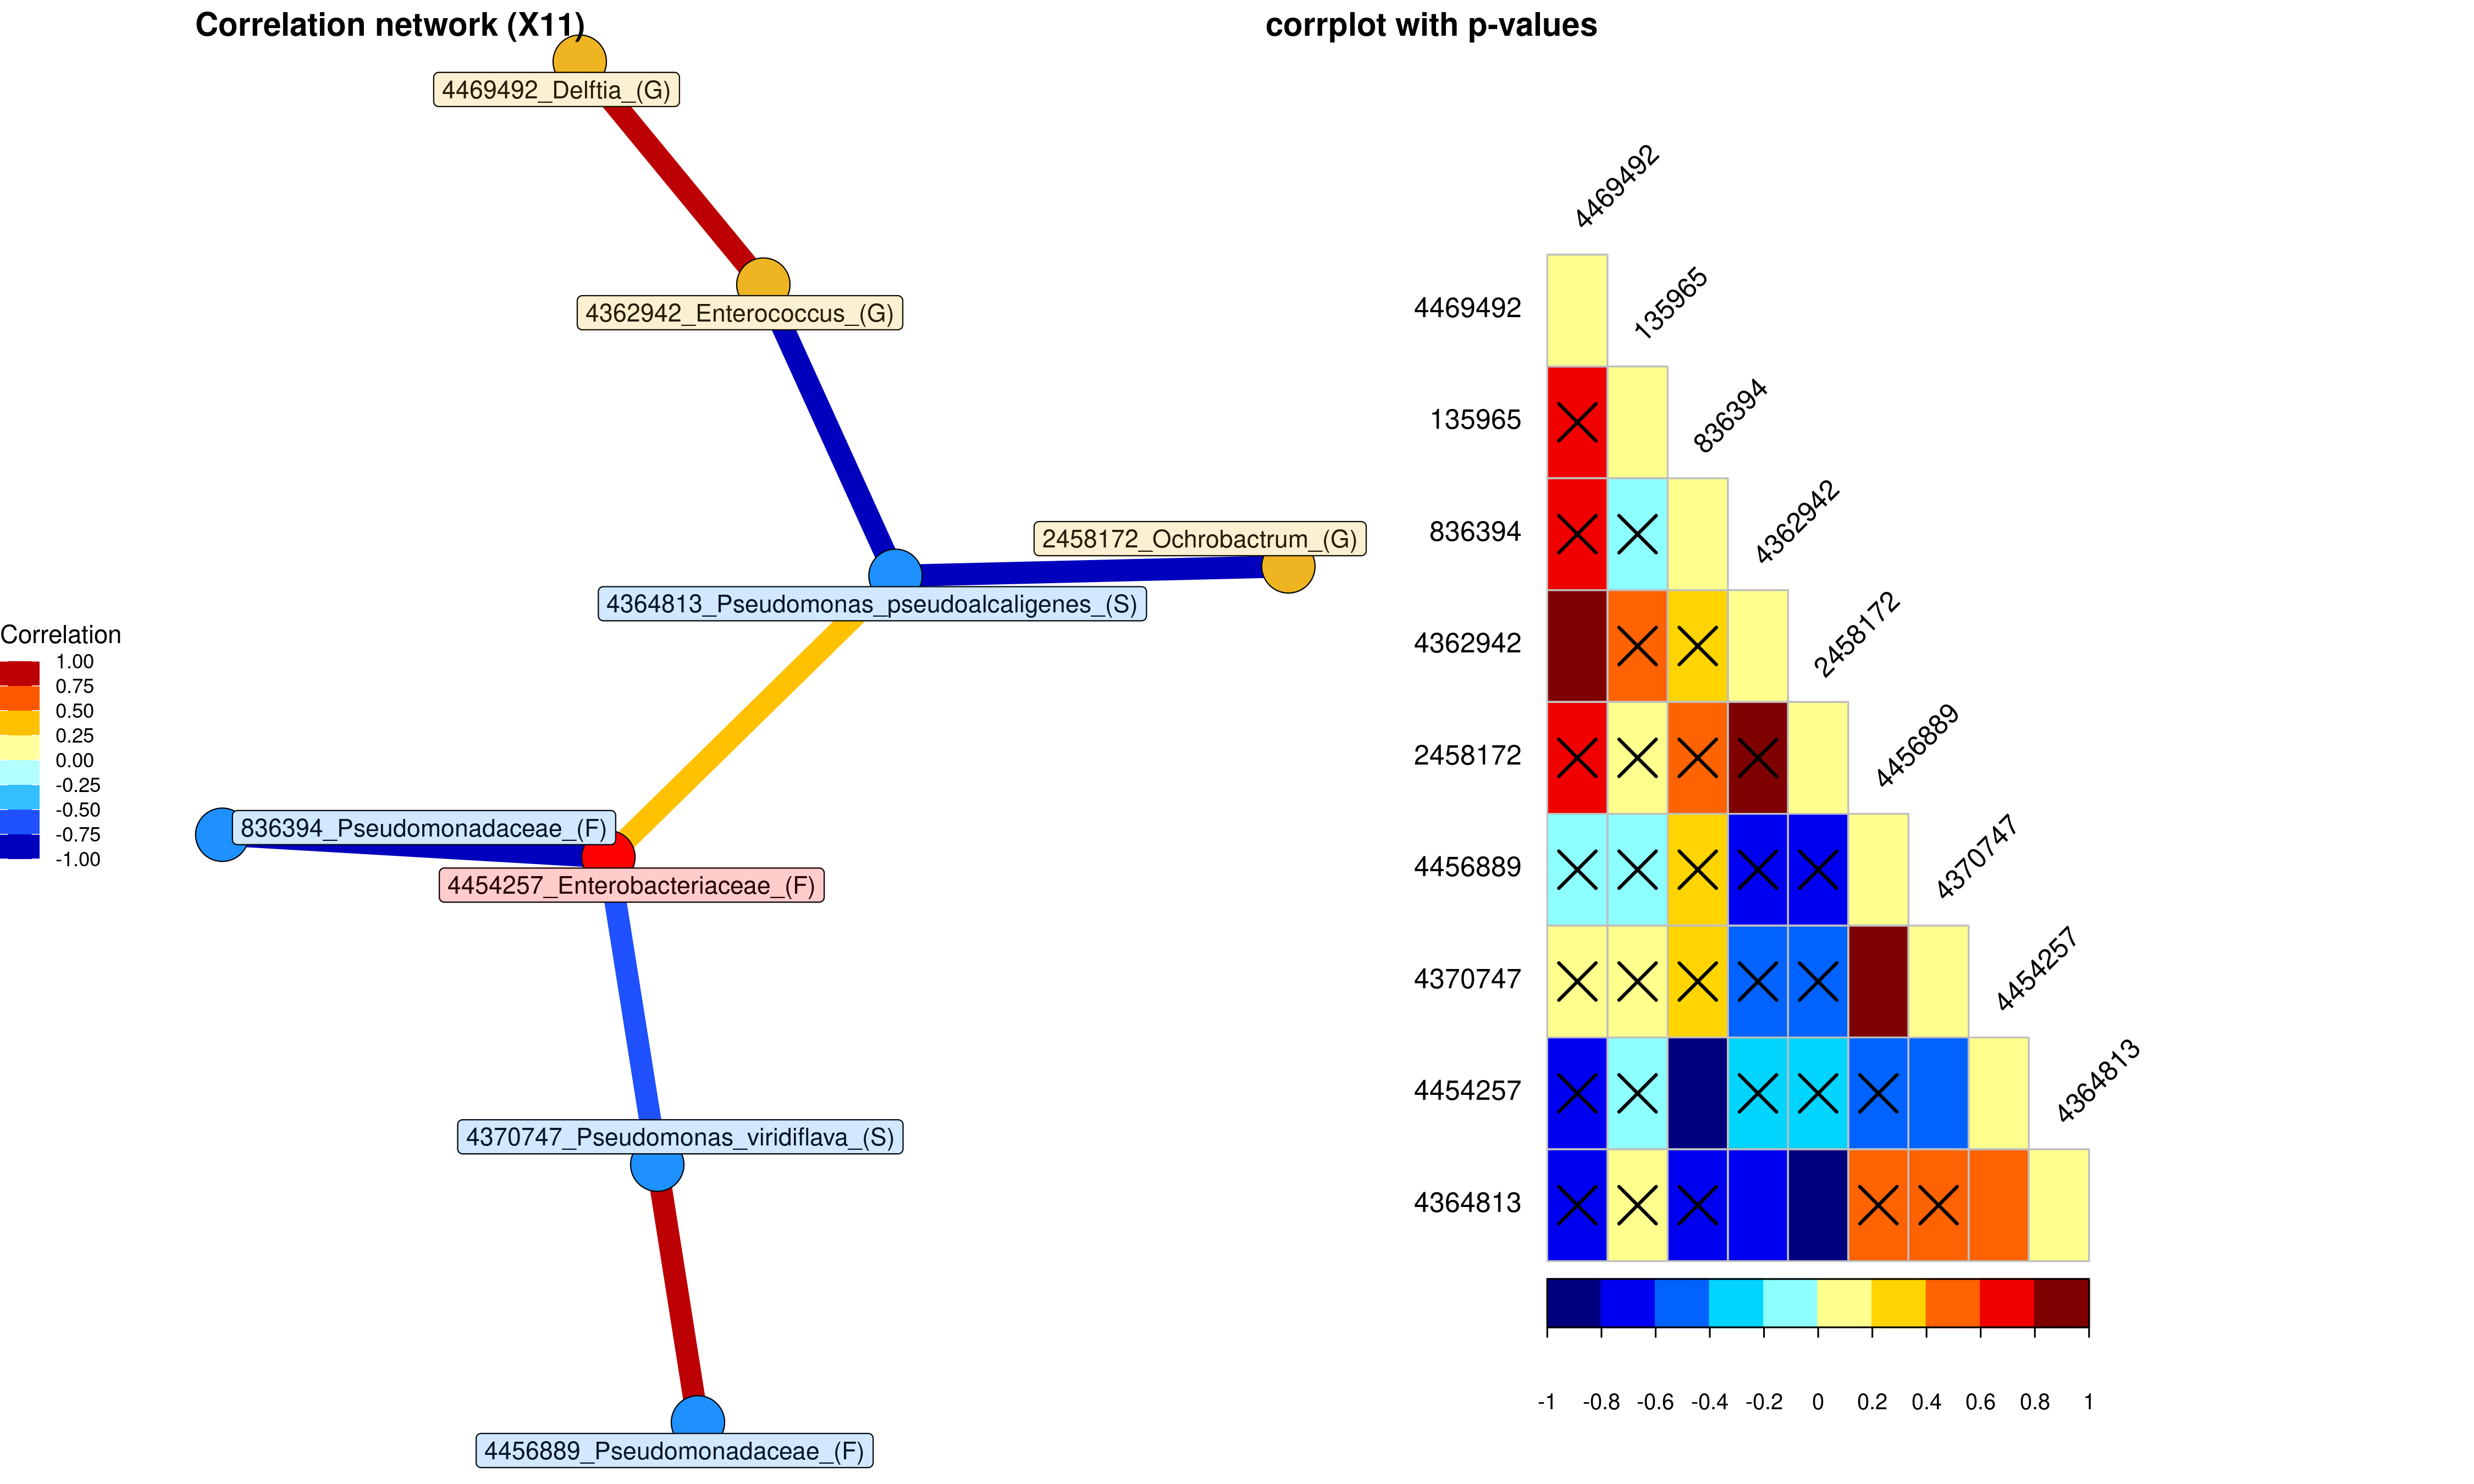 Correlation network (X11)
4469492_Delftia_(G)
4362942_Enterococcus_(G)
2458172_Ochrobactrum_(G)
4364813_Pseudomonas_pseudoalcaligenes_(S)
Correlation
1.00
0.75
0.50
0.25
0.00
-0.25
-0.50
-0.75
-1.00
836394_Pseudomonadaceae_(F)
4454257_Enterobacteriaceae_(F)
4370747_Pseudomonas_viridiflava_(S)
4456889_Pseudomonadaceae_(F)
corrplot with p-values
4469492
135965
836394
4362942
2458172
4456889
4370747
4454257
4364813
4469492
135965
836394
4362942
2458172
4456889
4370747
4454257
4364813
-1 -0.8 -0.6 -0.4 -0.2 0 0.2 0.4 0.6 0.8 1